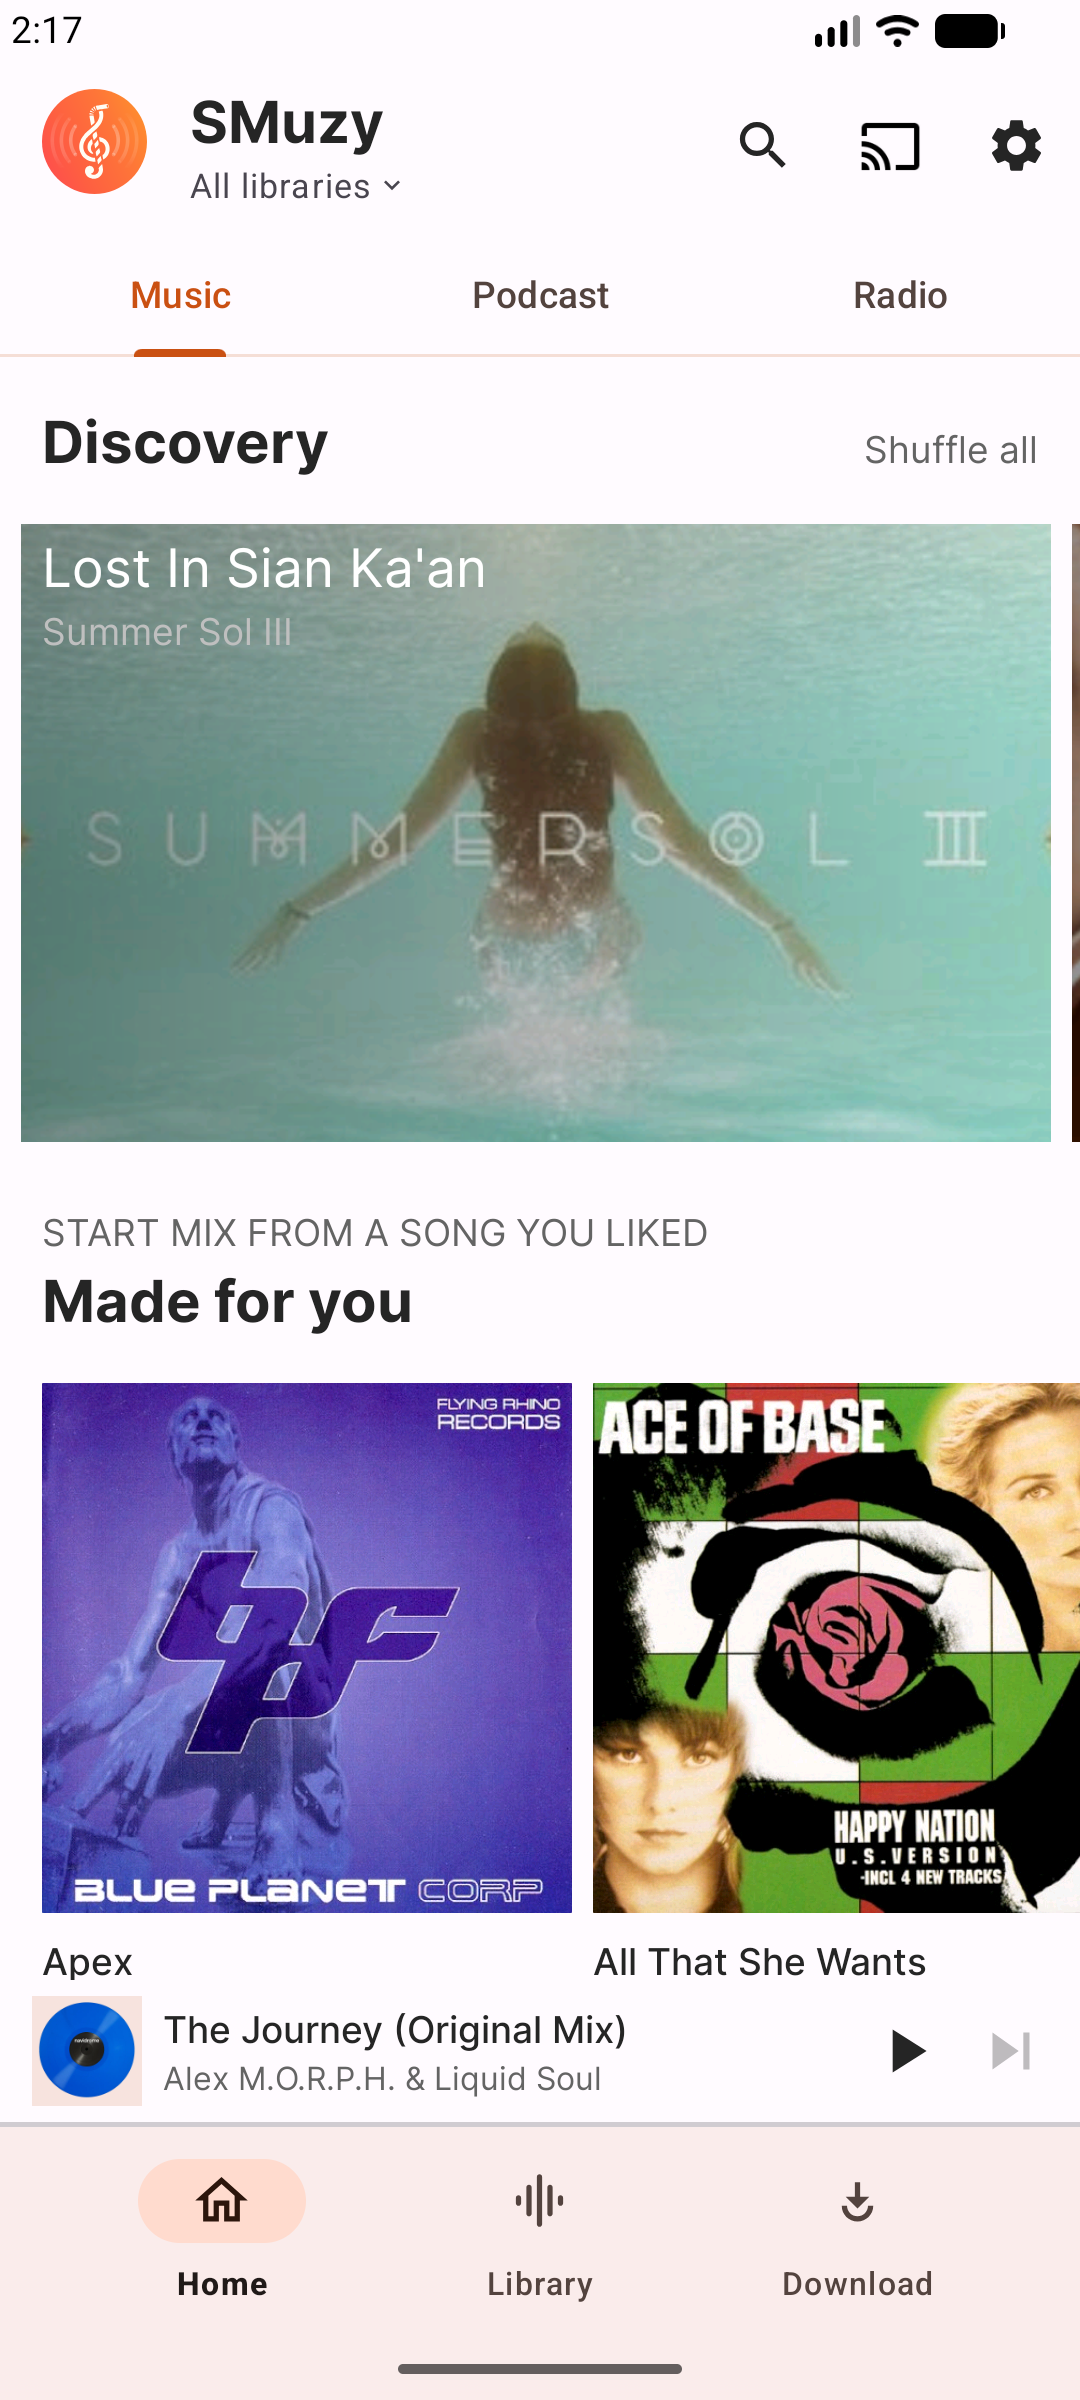 2:17
SMuzy
All libraries
Music
Podcast
Radio
Discovery
Shuffle all
Lost In Sian Ka'an
Summer Sol III
SUMMERSOL III
START MIX FROM A SONG YOU LIKED
Made for you
FLYING RHINO
RECORDS
BLUE PLANET CORP
ACE OF BASE
HAPPY NATION
U.S.VERSION
-INCL 4 NEW TRACKS
Apex
All That She Wants
navidrome
The Journey (Original Mix)
Alex M.O.R.P.H. & Liquid Soul
Home
Library
Download